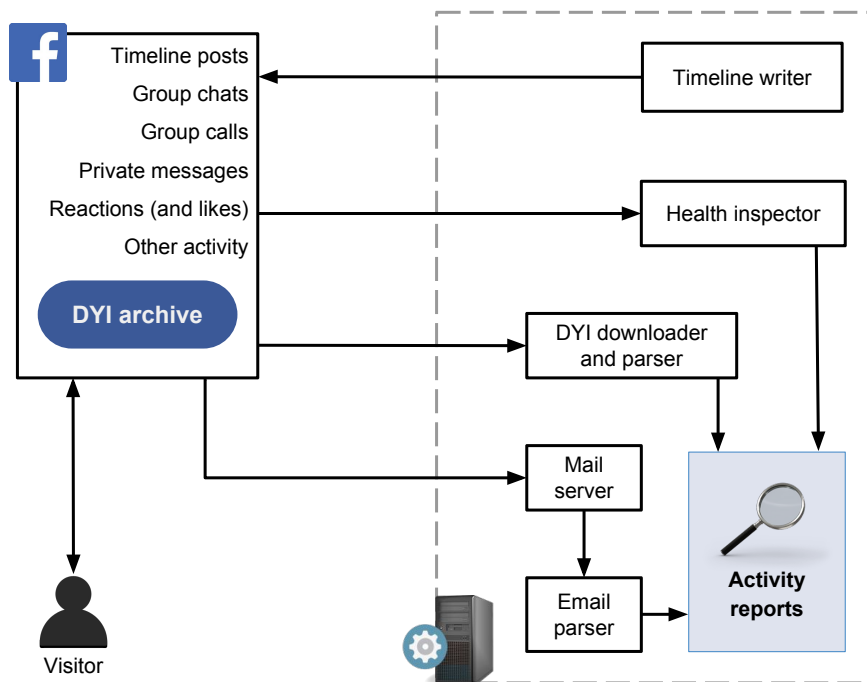 Timeline posts
Group chats
Group calls
Private messages
Reactions (and likes)
Other activity
DYI archive
Timeline writer
Health inspector
DYI downloader
and parser
Mail
server
Email
parser
Activity
reports
Visitor